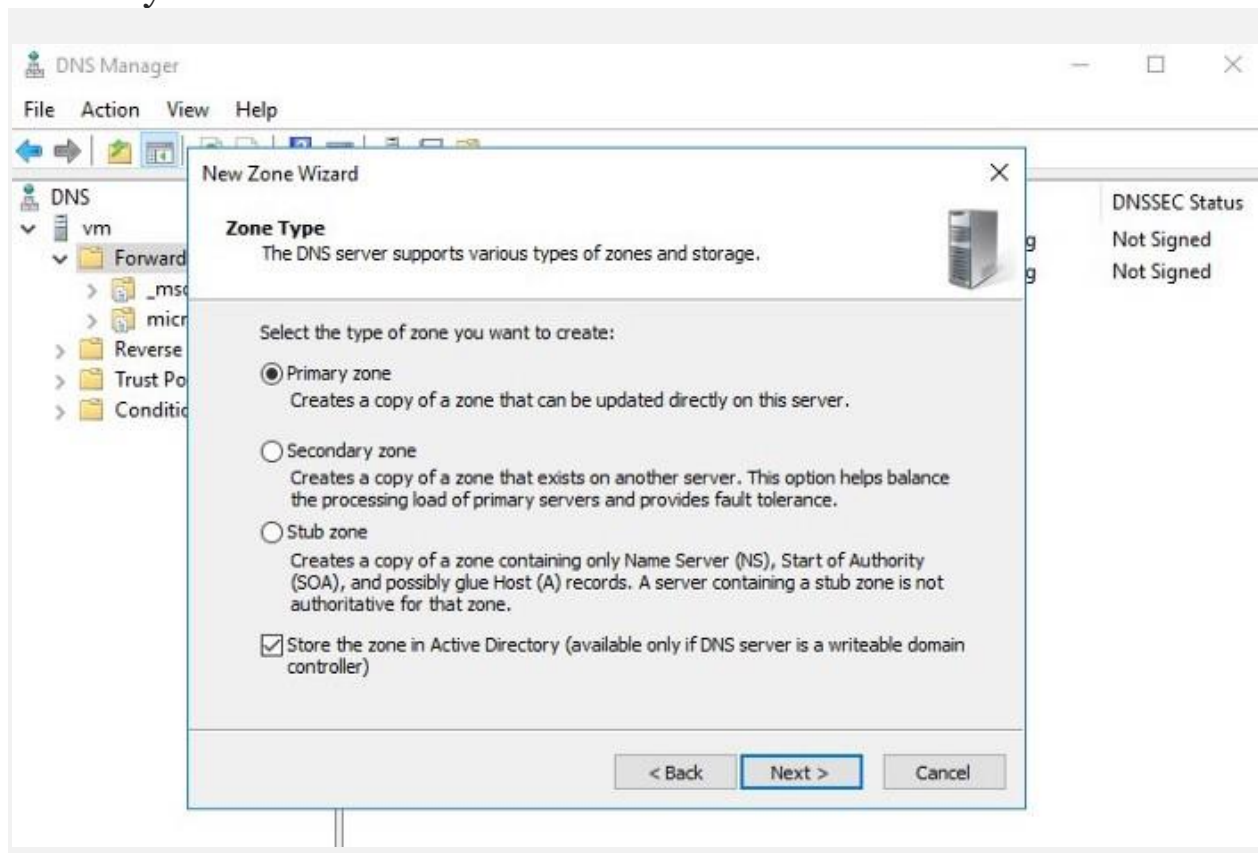 DNS Manager
File Action View Help
New Zone Wizard
DNS
DNSSEC Status
vm
Zone Type
Not Signed
Forward
The DNS server supports various types of zones and storage.
Not Signed
_msd
micr
Reverse
Trust Po
Conditio
Select the type of zone you want to create:
Primary zone
Creates a copy of a zone that can be updated directly on this server.
Secondary zone
Creates a copy of a zone that exists on another server. This option helps balance
the processing load of primary servers and provides fault tolerance.
Stub zone
Creates a copy of a zone containing only Name Server (NS), Start of Authority
(SOA), and possibly glue Host (A) records. A server containing a stub zone is not
authoritative for that zone.
Store the zone in Active Directory (available only if DNS server is a writeable domain
controller)
< Back Next > Cancel